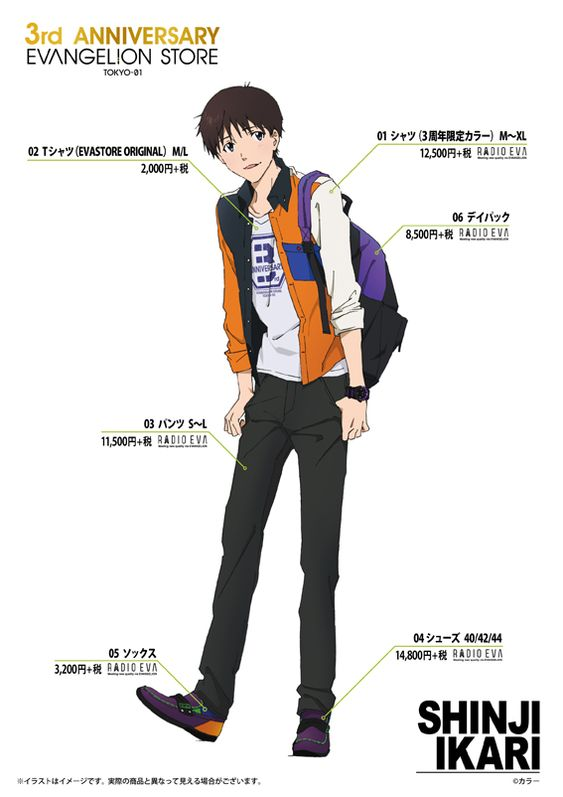 3rd ANNIVERSARY
EVANGELION STORE
TOKYO-01
01 シャツ（3周年限定カラー） M～XL
12,500円+税 RADIO EVA
02 Tシャツ（EVASTORE ORIGINAL） M/L
2,000円+税
06 デイパック
8,500円+税 RADIO EVA
3
ANNIVERSARY
rd
03 パンツ S～L
11,500円+税 RADIO EVA
04 シューズ 40/42/44
14,800円+税 RADIO EVA
05 ソックス
3,200円+税 RADIO EVA
SHINJI
IKARI
※イラストはイメージです。実際の商品と異なって見える場合がございます。
©カラー